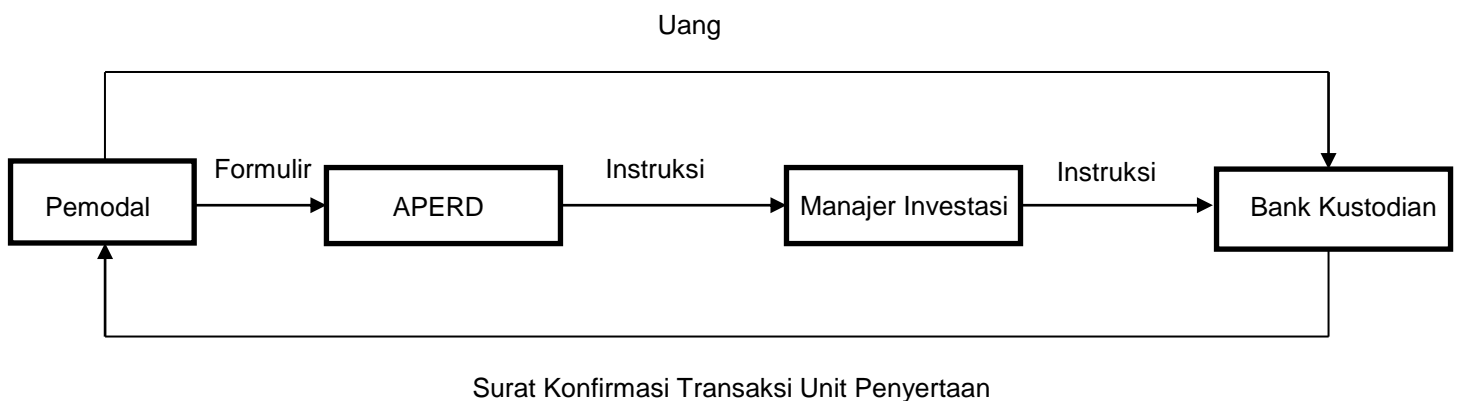 Uang
Formulir
Instruksi
Instruksi
Pemodal
APERD
Manajer Investasi
Bank Kustodian
Surat Konfirmasi Transaksi Unit Penyertaan